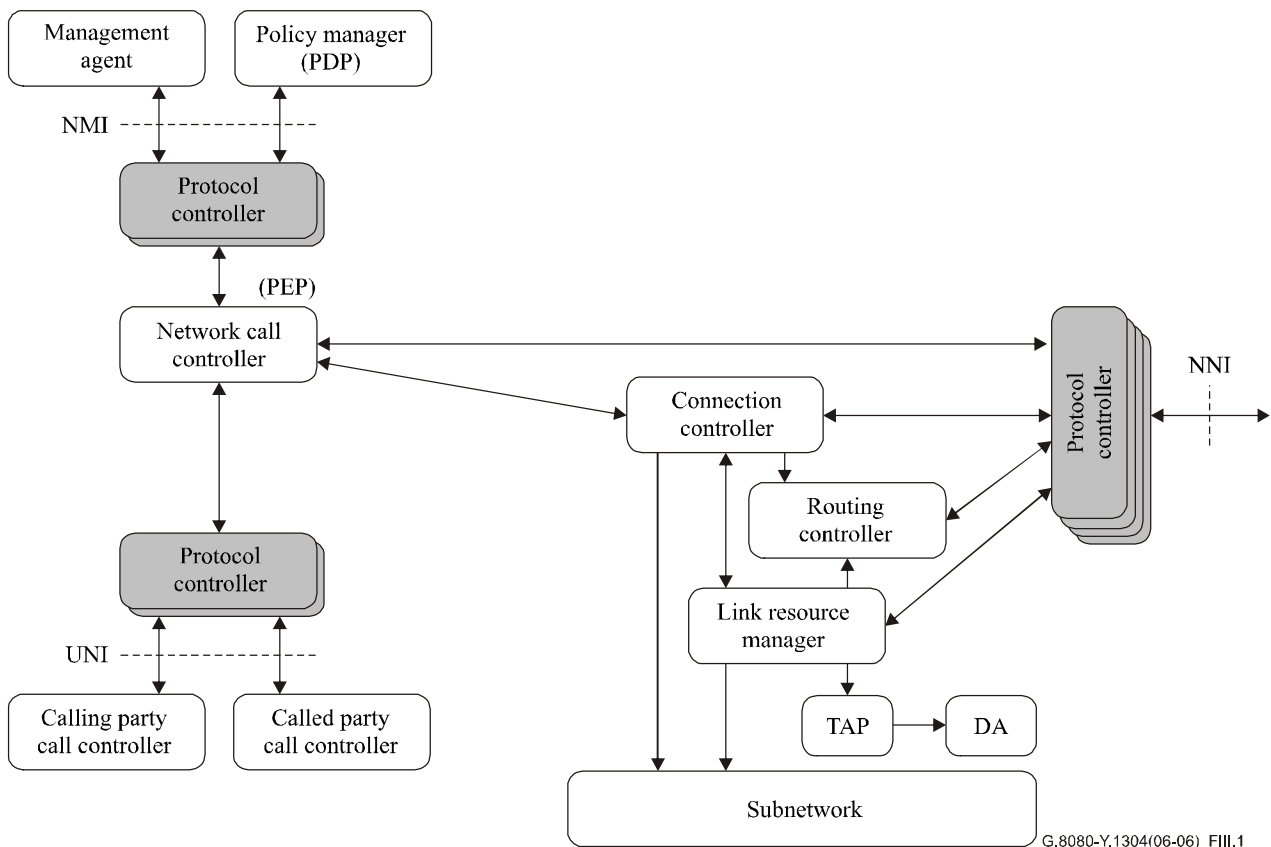 Management
agent
Policy manager
(PDP)
NMI
Protocol
controller
(PEP)
Network call
controller
Protocol
controller
NNI
Connection
controller
Routing
controller
Protocol
controller
Link resource
manager
UNI
Calling party
call controller
Called party
call controller
TAP
DA
Subnetwork
G.8080-Y.1304(06-06)_FIII.1